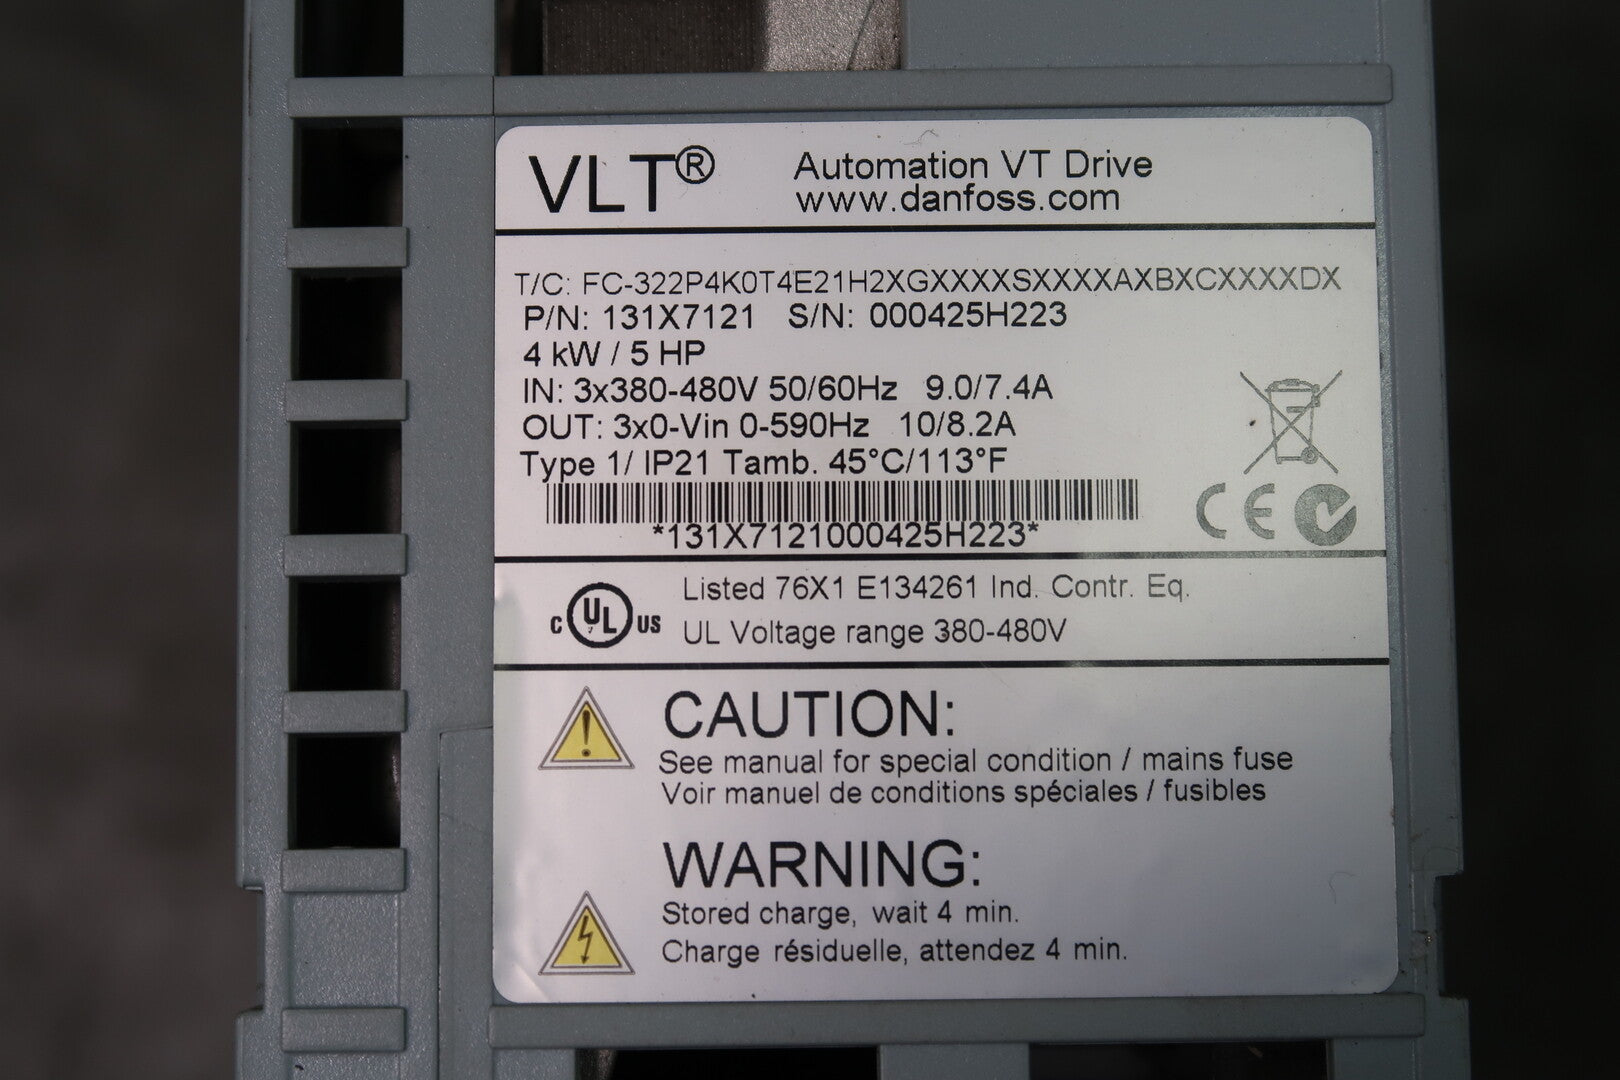 VLT® Automation VT Drive
www.danfoss.com
T/C: FC-322P4K0T4E21H2XGXXXXSXXXXAXBXCXXXXDX
P/N: 131X7121 S/N: 000425H223
4 kW / 5 HP
IN: 3x380-480V 50/60Hz 9.0/7.4A
OUT: 3x0-Vin 0-590Hz 10/8.2A
Type 1/ IP21 Tamb. 45°C/113°F
*131X7121000425H223*
CE
Listed 76X1 E134261 Ind. Contr. Eq.
C UL US UL Voltage range 380-480V
CAUTION:
See manual for special condition / mains fuse
Voir manuel de conditions spéciales / fusibles
WARNING:
Stored charge, wait 4 min.
Charge résiduelle, attendez 4 min.